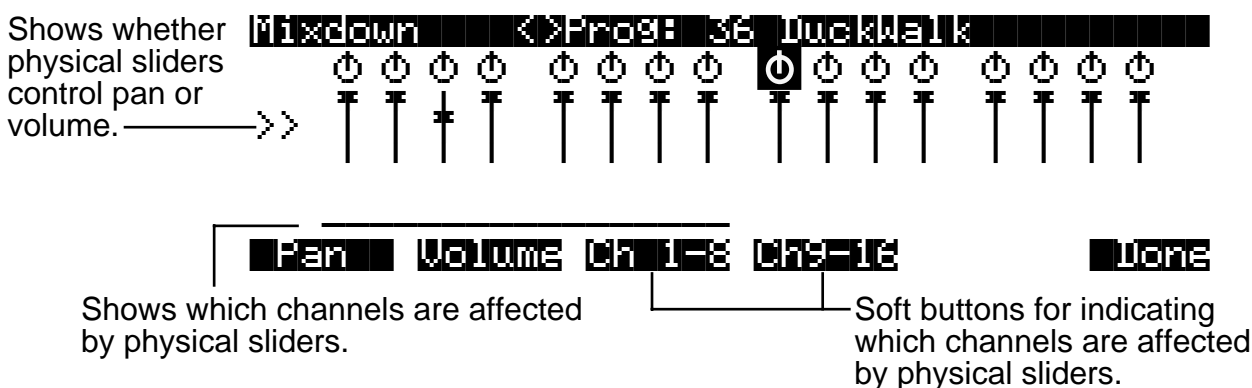 Shows whether
physical sliders
control pan or
volume.
Mixdown <>Prog: 36 DuckWalk
>>
Pan Volume Ch 1-8 Ch9-16 Done
Shows which channels are affected
by physical sliders.
Soft buttons for indicating
which channels are affected
by physical sliders.